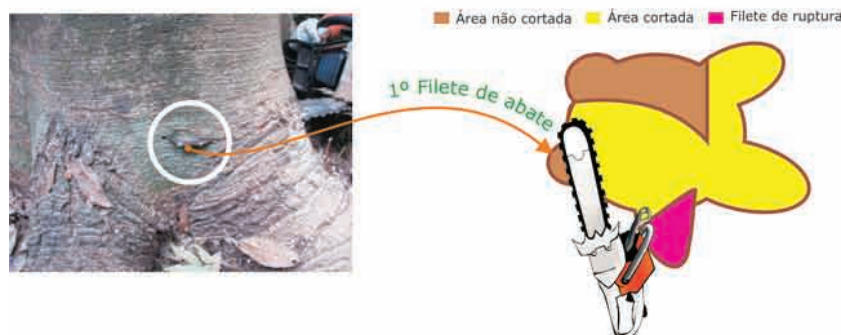 Área não cortada Área cortada Filete de ruptura
1º Filete de abate